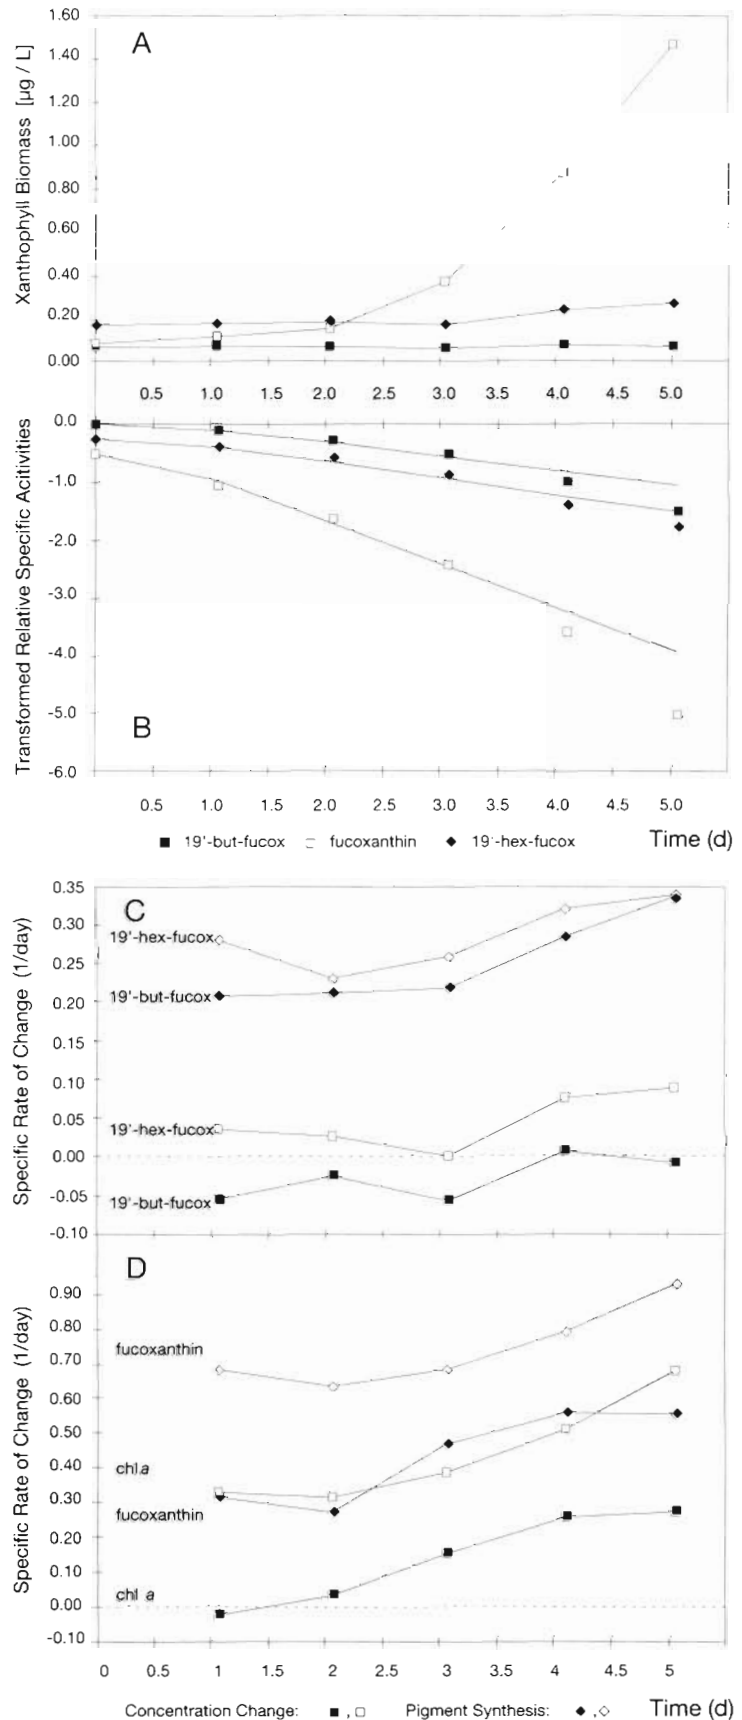 A
Xanthophyll Biomass [µg / L]
1.60
1.40
1.20
1.00
0.80
0.60
0.40
0.20
0.00
0.5 1.0 1.5 2.0 2.5 3.0 3.5 4.0 4.5 5.0
Transformed Relative Specific Acitivities
0.0
-1.0
-2.0
-3.0
-4.0
-5.0
-6.0
B
0.5 1.0 1.5 2.0 2.5 3.0 3.5 4.0 4.5 5.0
19'-but-fucox fucoxanthin 19'-hex-fucox Time (d)
C
Specific Rate of Change (1/day)
0.35
0.30
0.25
0.20
0.15
0.10
0.05
0.00
-0.05
-0.10
19'-hex-fucox
19'-but-fucox
19'-hex-fucox
19'-but-fucox
D
Specific Rate of Change (1/day)
0.90
0.80
0.70
0.60
0.50
0.40
0.30
0.20
0.10
0.00
-0.10
fucoxanthin
chl a
fucoxanthin
chl a
0 0.5 1 1.5 2 2.5 3 3.5 4 4.5 5
Concentration Change: , Pigment Synthesis: , Time (d)